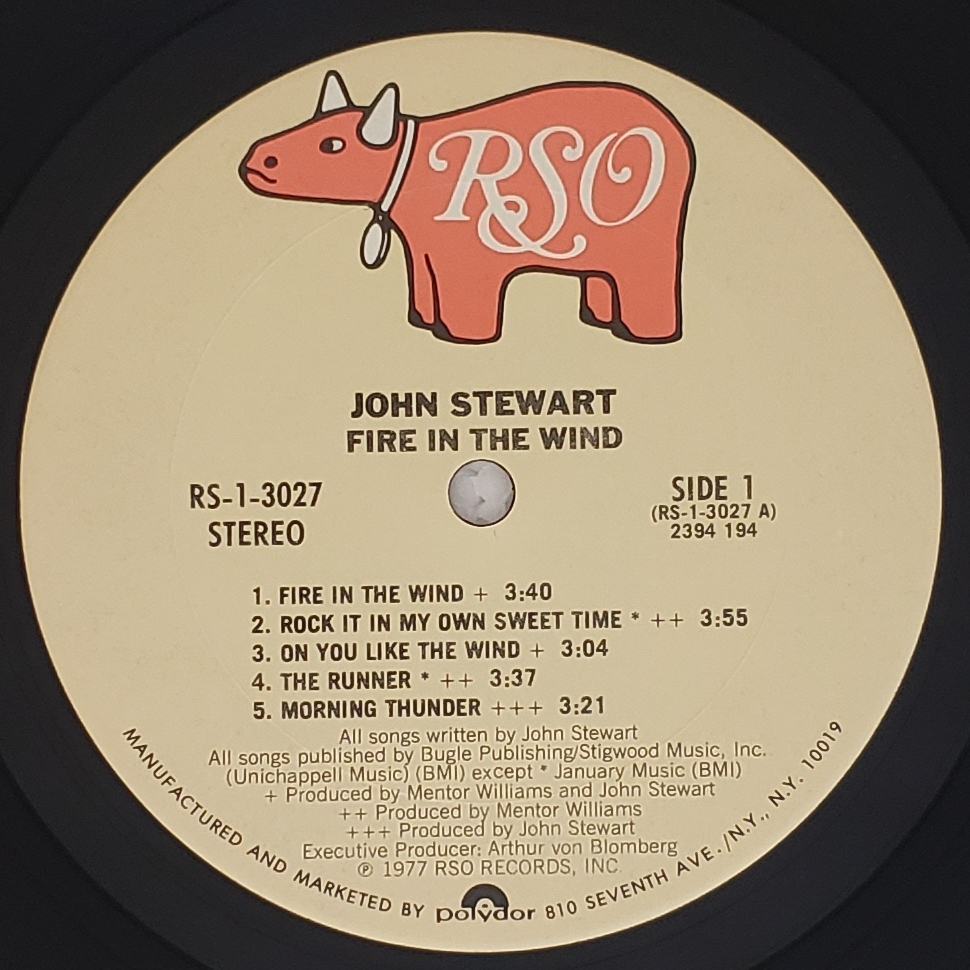 RSO
JOHN STEWART
FIRE IN THE WIND
RS-1-3027
STEREO
SIDE 1
(RS-1-3027 A)
2394 194
1. FIRE IN THE WIND + 3:40
2. ROCK IT IN MY OWN SWEET TIME * ++ 3:55
3. ON YOU LIKE THE WIND + 3:04
4. THE RUNNER * ++ 3:37
5. MORNING THUNDER +++ 3:21
All songs written by John Stewart
All songs published by Bugle Publishing/Stigwood Music, Inc.
(Unichappell Music) (BMI) except * January Music (BMI)
+ Produced by Mentor Williams and John Stewart
++ Produced by Mentor Williams
+++ Produced by John Stewart
Executive Producer: Arthur von Blomberg
℗ 1977 RSO RECORDS, INC.
MANUFACTURED AND MARKETED BY polydor 810 SEVENTH AVE./N.Y., N.Y. 10019